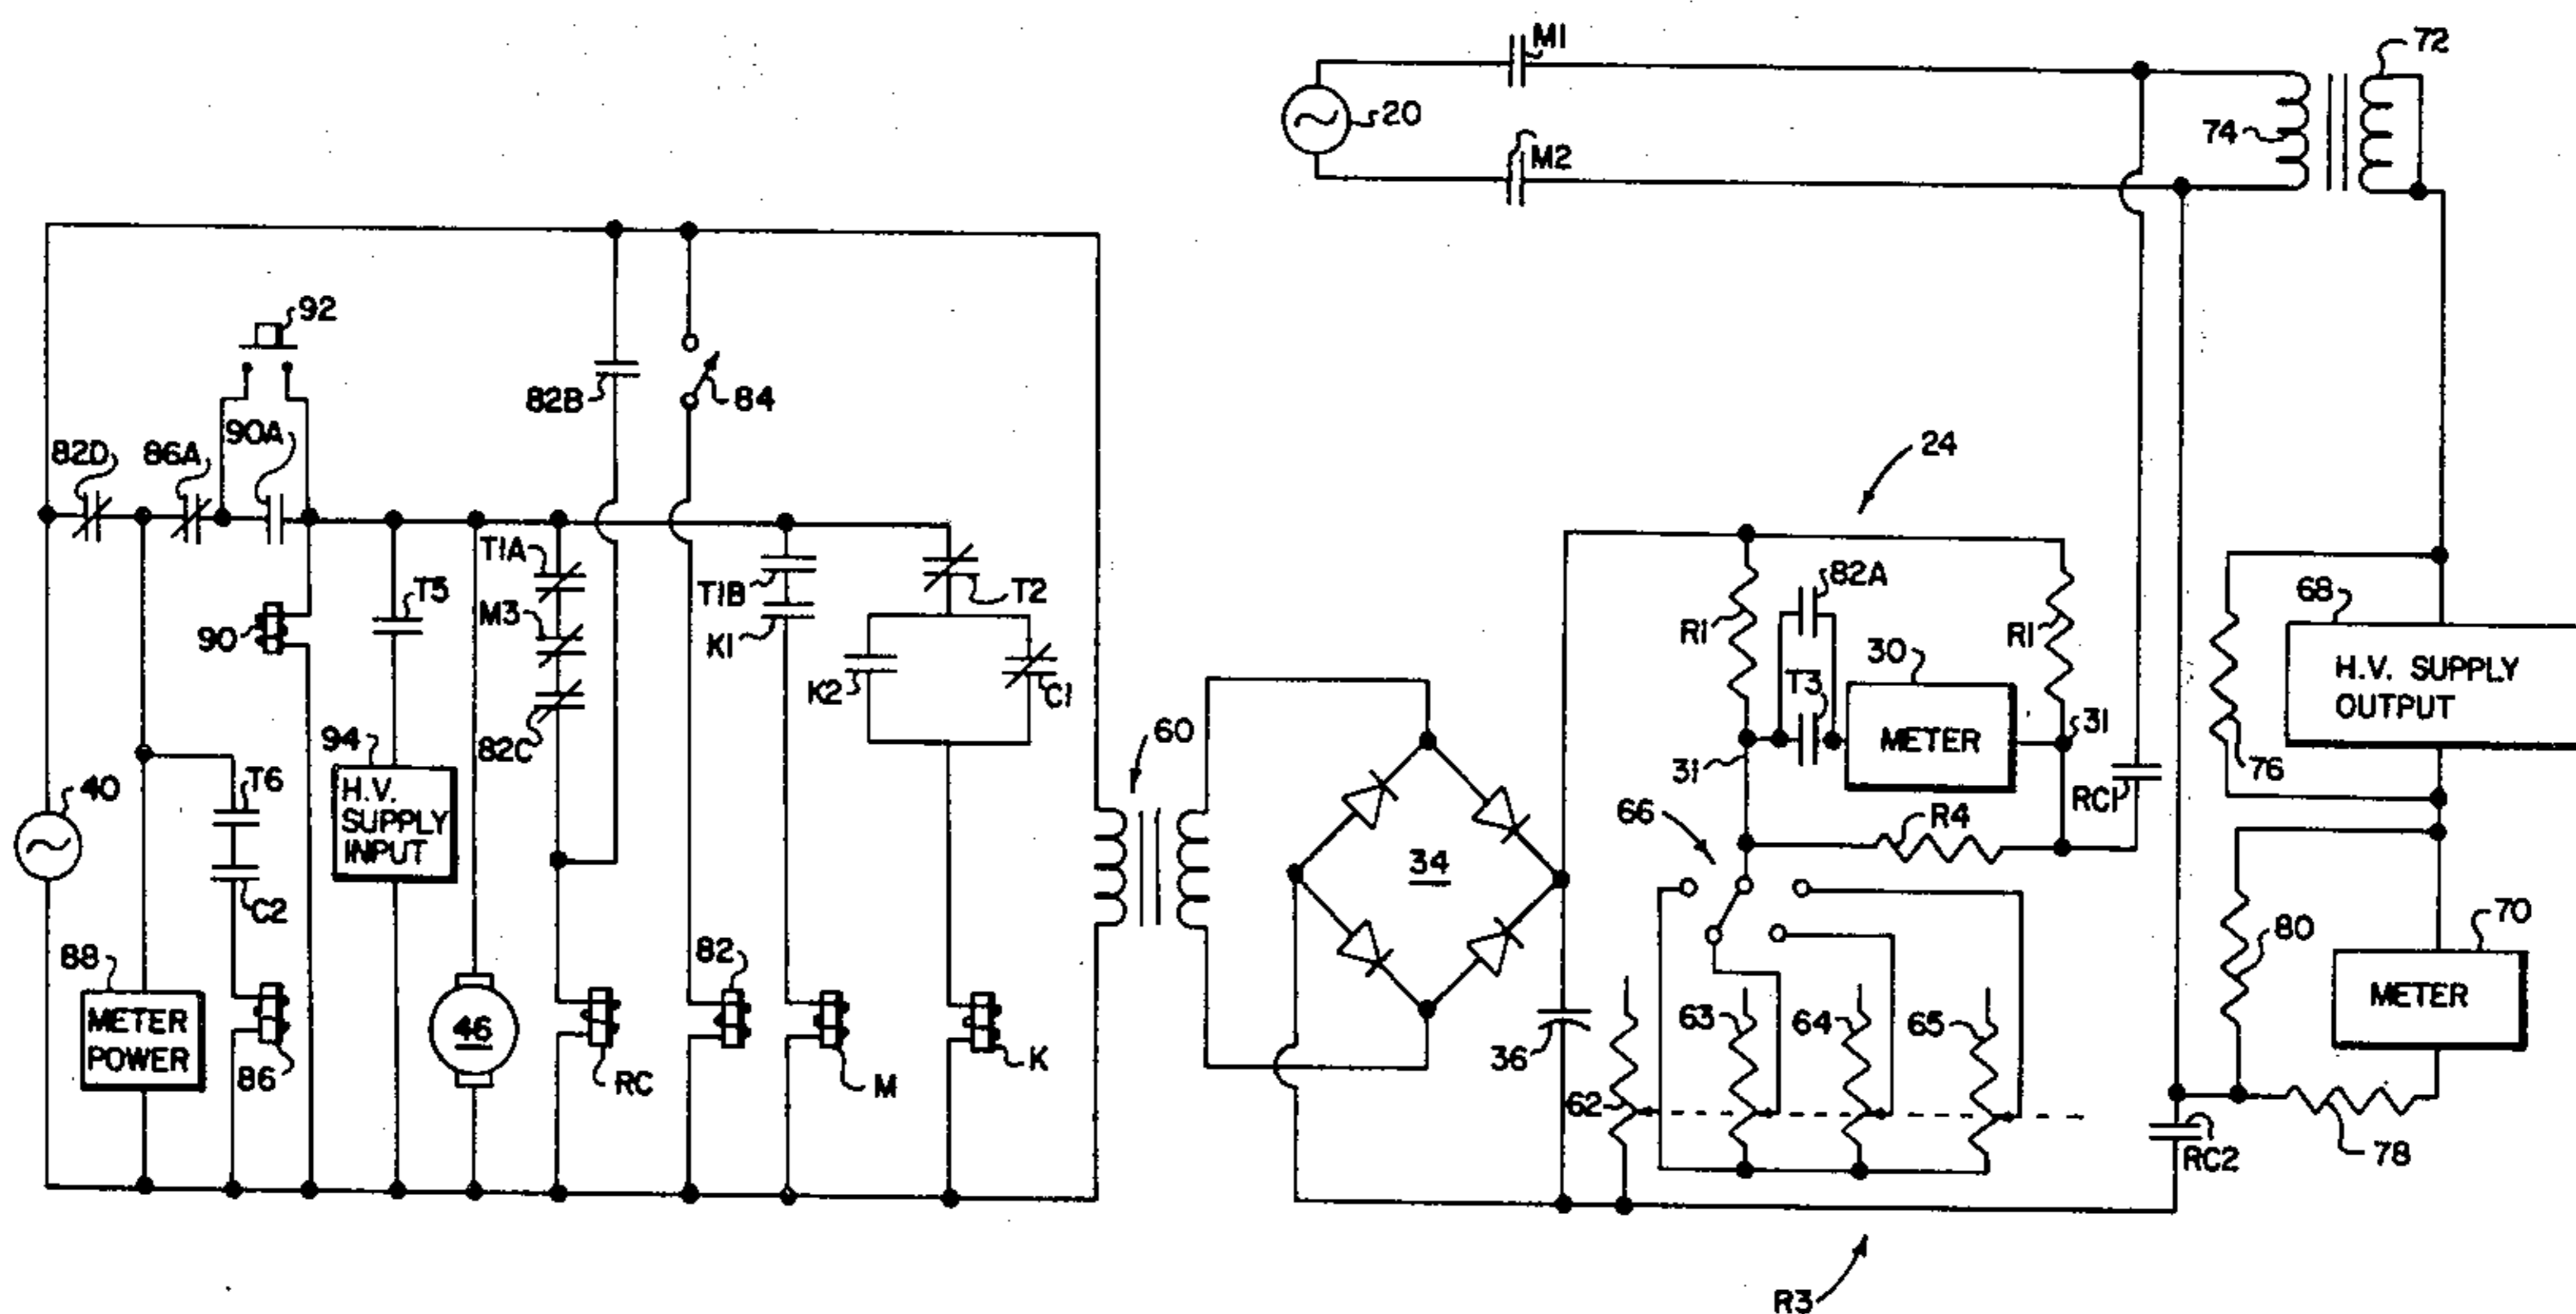 M1
72
20
74
M2
92
82B
84
90A
82D
86A
24
T1A
T5
T2
82A
M3
T1B
R1
R1
68
90
K1
30
H.V. SUPPLY
OUTPUT
K2
C1
T3
METER
31
31
82C
60
94
76
40
T6
H.V.
SUPPLY
INPUT
RC1
66
R4
34
C2
70
88
82
80
METER
METER
POWER
46
63
64
65
36
86
RC
M
K
62
78
RC2
R3